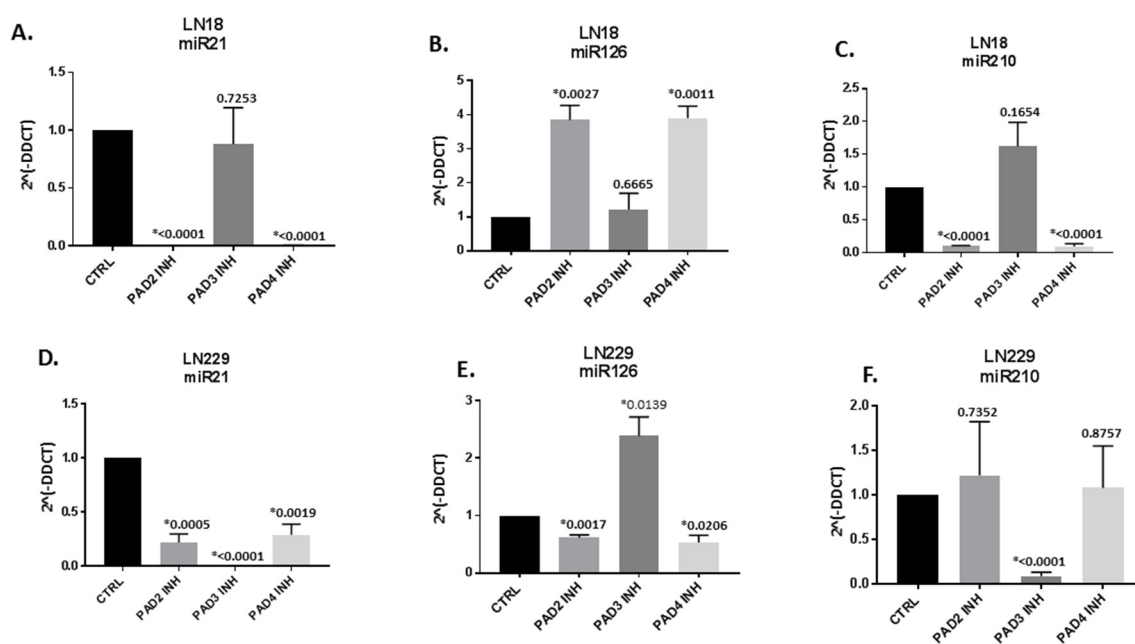 A.
LN18
miR21
2^(-DDCT)
1.5
1.0
0.5
0.0
*<0.0001
0.7253
*<0.0001
CTRL
PAD2 INH
PAD3 INH
PAD4 INH
B.
LN18
miR126
2^(-DDCT)
5
4
3
2
1
0
*0.0027
0.6665
*0.0011
CTRL
PAD2 INH
PAD3 INH
PAD4 INH
C.
LN18
miR210
2^(-DDCT)
2.5
2.0
1.5
1.0
0.5
0.0
*<0.0001
0.1654
*<0.0001
CTRL
PAD2 INH
PAD3 INH
PAD4 INH
D.
LN229
miR21
2^(-DDCT)
1.5
1.0
0.5
0.0
*0.0005
*<0.0001
*0.0019
CTRL
PAD2 INH
PAD3 INH
PAD4 INH
E.
LN229
miR126
2^(-DDCT)
3
2
1
0
*0.0017
*0.0139
*0.0206
CTRL
PAD2 INH
PAD3 INH
PAD4 INH
F.
LN229
miR210
2^(-DDCT)
2.0
1.5
1.0
0.5
0.0
0.7352
*<0.0001
0.8757
CTRL
PAD2 INH
PAD3 INH
PAD4 INH